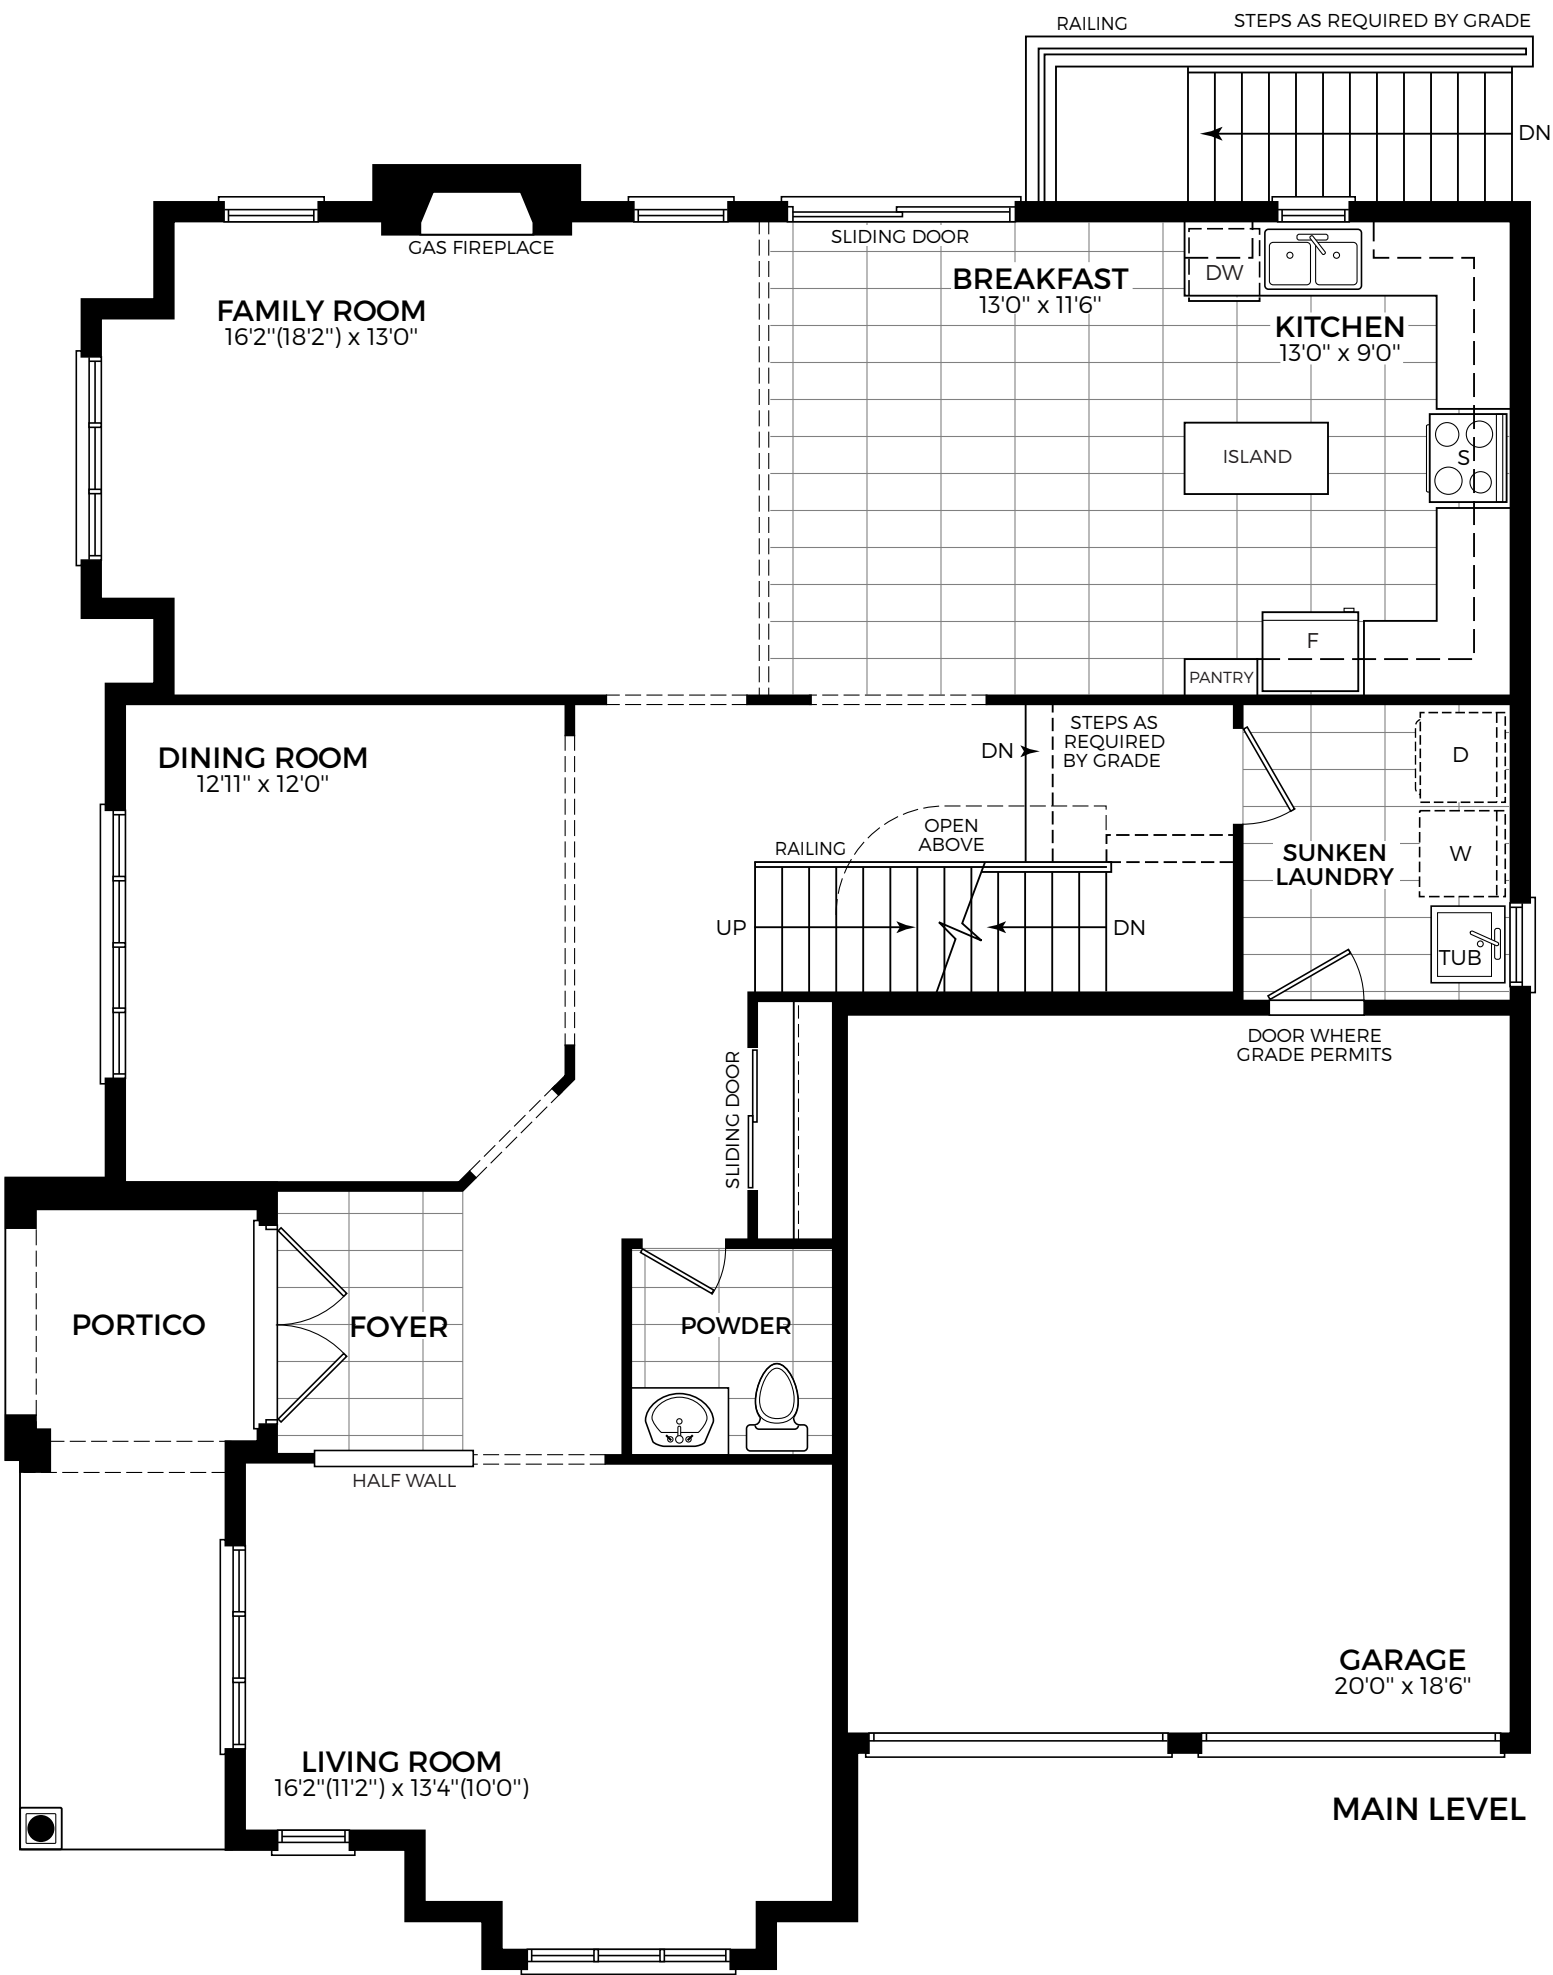 RAILING
STEPS AS REQUIRED BY GRADE
DN
GAS FIREPLACE
SLIDING DOOR
FAMILY ROOM
16'2"(18'2") x 13'0"
BREAKFAST
13'0" x 11'6"
DW
KITCHEN
13'0" x 9'0"
ISLAND
S
F
PANTRY
DINING ROOM
12'11" x 12'0"
DN
STEPS AS
REQUIRED
BY GRADE
D
OPEN
ABOVE
RAILING
SUNKEN
LAUNDRY
W
UP
DN
TUB
DOOR WHERE
GRADE PERMITS
SLIDING DOOR
PORTICO
FOYER
POWDER
HALF WALL
GARAGE
20'0" x 18'6"
LIVING ROOM
16'2"(11'2") x 13'4"(10'0")
MAIN LEVEL